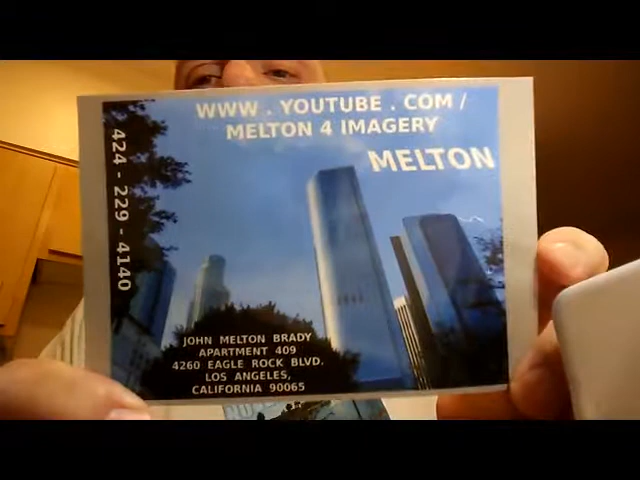 WWW . YOUTUBE . COM /
MELTON 4 IMAGERY
MELTON
424 - 229 - 4140
JOHN MELTON BRADY
APARTMENT 409
4260 EAGLE ROCK BLVD.
LOS ANGELES,
CALIFORNIA 90065